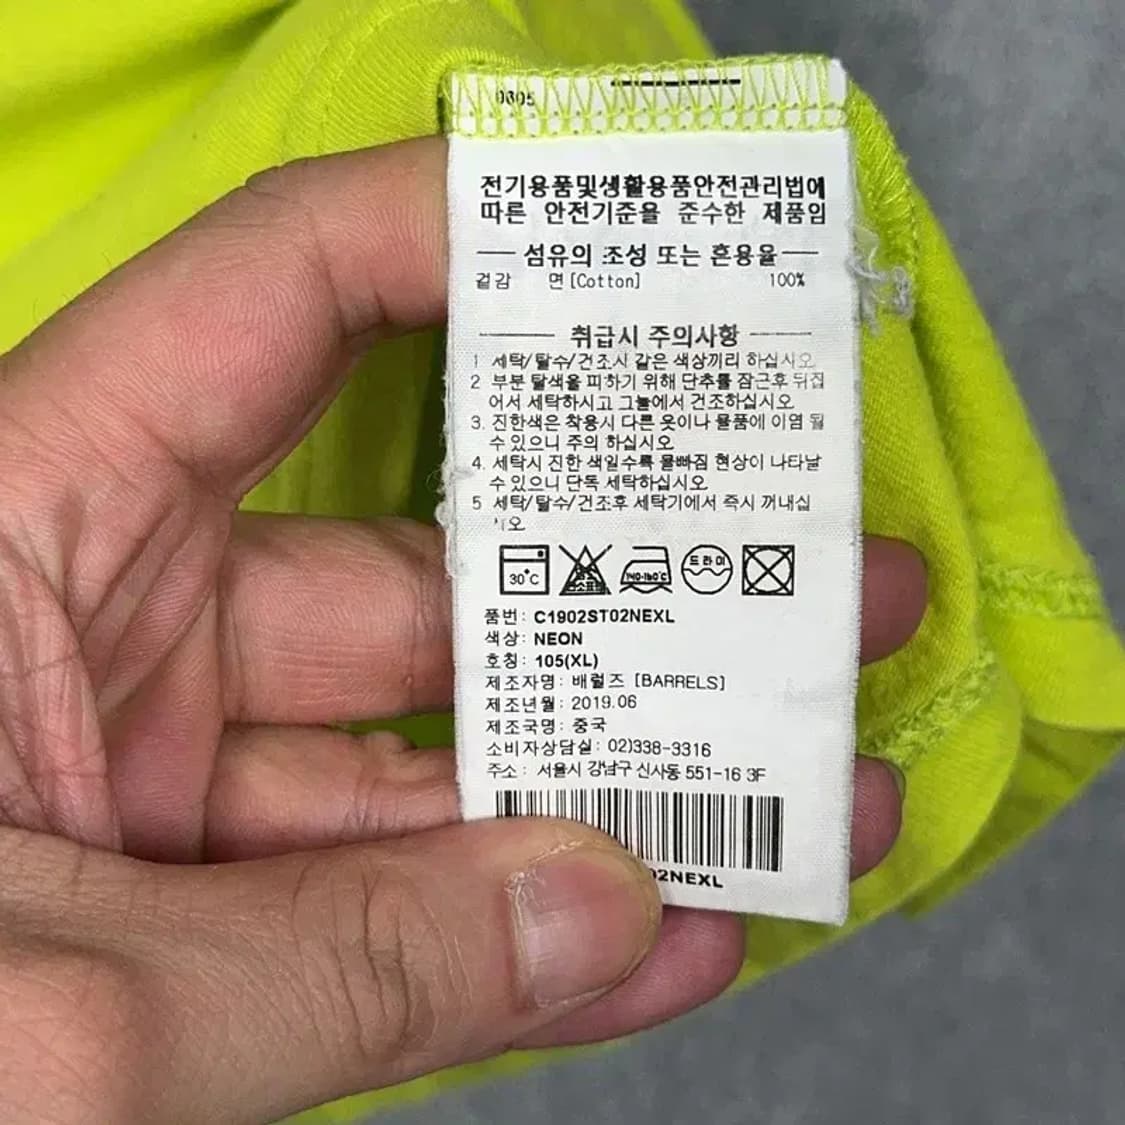 0605
전기용품및생활용품안전관리법에
따른 안전기준을 준수한 제품임
섬유의 조성 또는 혼용율
겉감 면 [Cotton] 100%
취급시 주의사항
1 세탁/탈수/건조시 같은 색상끼리 하십시오
2 부분 탈색을 피하기 위해 단추를 잠근후 뒤집
어서 세탁하시고 그늘에서 건조하십시오
3. 진한색은 착용시 다른 옷이나 물품에 이염 될
수 있으니 주의 하십시오
4. 세탁시 진한 색일수록 물빠짐 현상이 나타날
수 있으니 단독 세탁하십시오
5 세탁/탈수/건조후 세탁기에서 즉시 꺼내십
시오
30°C 140-160°C 드라이
품번: C1902ST02NEXL
색상: NEON
호칭: 105(XL)
제조자명: 배럴즈 [BARRELS]
제조년월: 2019.06
제조국명: 중국
소비자상담실: 02)338-3316
주소: 서울시 강남구 신사동 551-16 3F
02NEXL